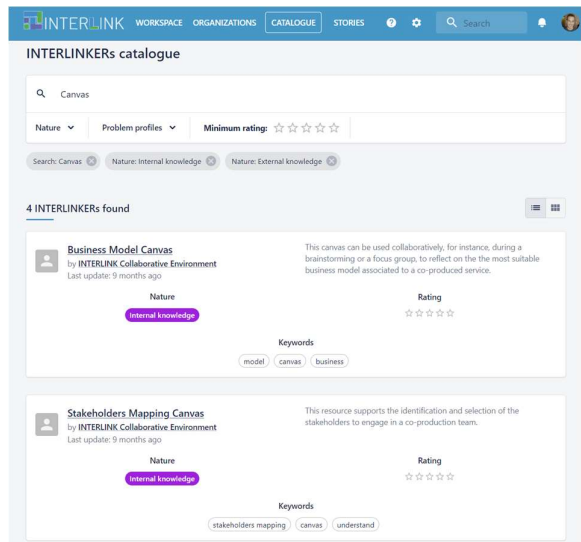 INTERLINK WORKSPACE ORGANIZATIONS CATALOGUE STORIES ? Search
INTERLINKERs catalogue
Canvas
Nature Problem profiles Minimum rating:
Search: Canvas Nature: Internal knowledge Nature: External knowledge
4 INTERLINKERs found
Business Model Canvas
by INTERLINK Collaborative Environment
Last update: 9 months ago
This canvas can be used collaboratively, for instance, during a
brainstorming or a focus group, to reflect on the the most suitable
business model associated to a co-produced service.
Nature
Internal knowledge
Rating
Keywords
model canvas business
Stakeholders Mapping Canvas
by INTERLINK Collaborative Environment
Last update: 9 months ago
This resource supports the identification and selection of the
stakeholders to engage in a co-production team.
Nature
Internal knowledge
Rating
Keywords
stakeholders mapping canvas understand